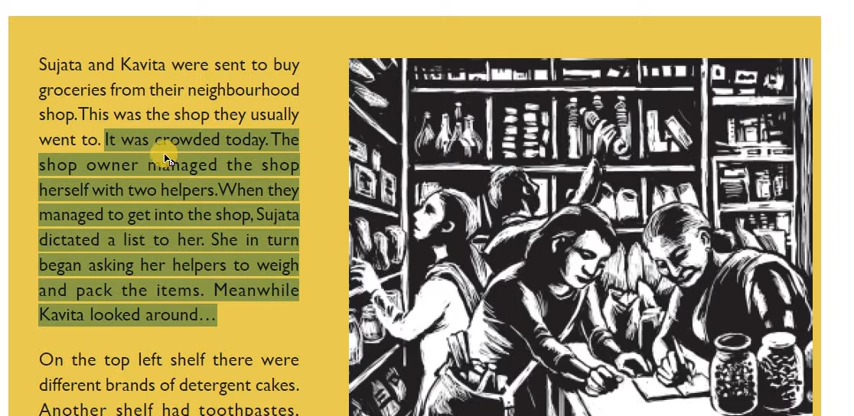 Sujata and Kavita were sent to buy
groceries from their neighbourhood
shop. This was the shop they usually
went to. It was crowded today. The
shop owner managed the shop
herself with two helpers. When they
managed to get into the shop, Sujata
dictated a list to her. She in turn
began asking her helpers to weigh
and pack the items. Meanwhile
Kavita looked around…
On the top left shelf there were
different brands of detergent cakes.
Another shelf had toothpastes,